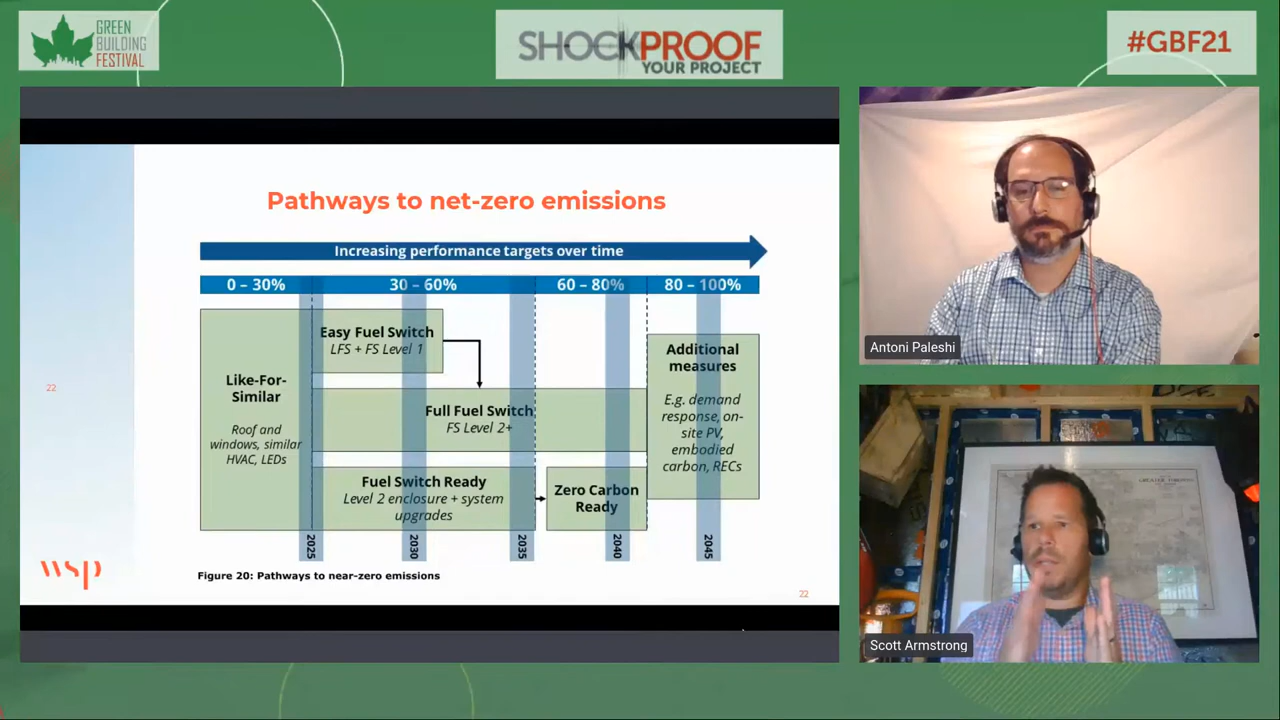 GREEN
BUILDING
FESTIVAL
SHOCKPROOF
YOUR PROJECT
#GBF21
Pathways to net-zero emissions
Increasing performance targets over time
0 – 30%
30 – 60%
60 – 80%
80 – 100%
Easy Fuel Switch
LFS + FS Level 1
Like-For-
Similar
Roof and
windows, similar
HVAC, LEDs
Full Fuel Switch
FS Level 2+
Fuel Switch Ready
Level 2 enclosure + system
upgrades
Zero Carbon
Ready
Additional
measures
E.g. demand
response, on-
site PV,
embodied
carbon, RECs
2025
2030
2035
2040
2045
Figure 20: Pathways to near-zero emissions
22
22
wsp
Antoni Paleshi
Scott Armstrong